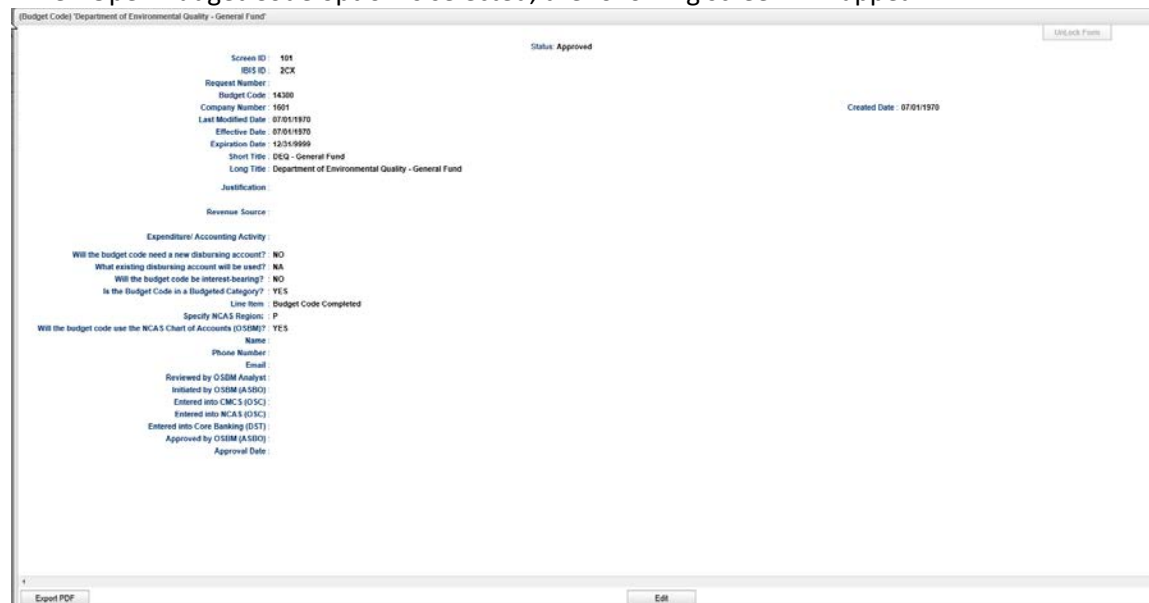 (Budget Code) 'Department of Environmental Quality - General Fund'
UnLock Form
Status: Approved
Screen ID : 101
IBIS ID : 2CX
Request Number :
Budget Code : 14300
Company Number : 1601 Created Date : 07/01/1970
Last Modified Date : 07/01/1970
Effective Date : 07/01/1970
Expiration Date : 12/31/9999
Short Title : DEQ - General Fund
Long Title : Department of Environmental Quality - General Fund
Justification :
Revenue Source :
Expenditure/ Accounting Activity :
Will the budget code need a new disbursing account? : NO
What existing disbursing account will be used? : NA
Will the budget code be interest-bearing? : NO
Is the Budget Code in a Budgeted Category? : YES
Line Item : Budget Code Completed
Specify NCAS Region: : P
Will the budget code use the NCAS Chart of Accounts (OSBM)? : YES
Name :
Phone Number :
Email :
Reviewed by OSBM Analyst :
Initiated by OSBM (ASBO) :
Entered into CMCS (OSC) :
Entered into NCAS (OSC) :
Entered into Core Banking (DST) :
Approved by OSBM (ASBO) :
Approval Date :
Export PDF Edit